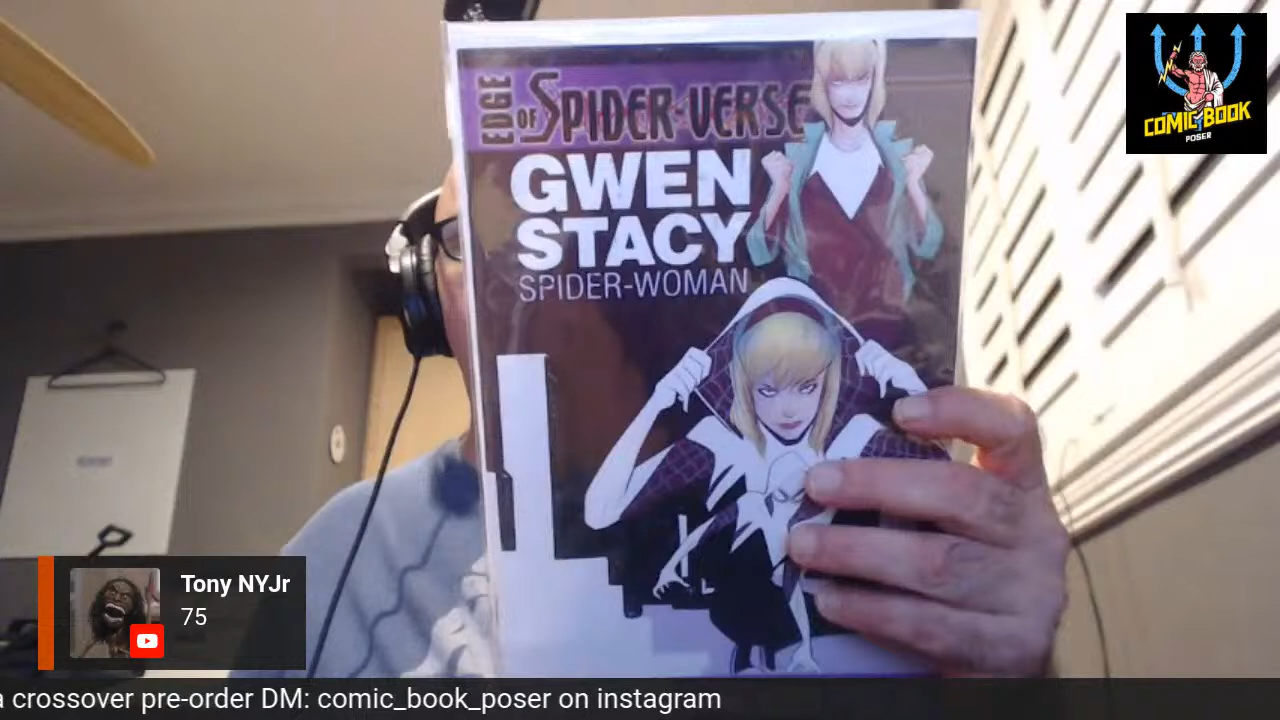 EDGE
OF SPIDER-VERSE
GWEN
STACY
SPIDER-WOMAN
COMIC BOOK
POSER
Tony NYJr
75
a crossover pre-order DM: comic_book_poser on instagram